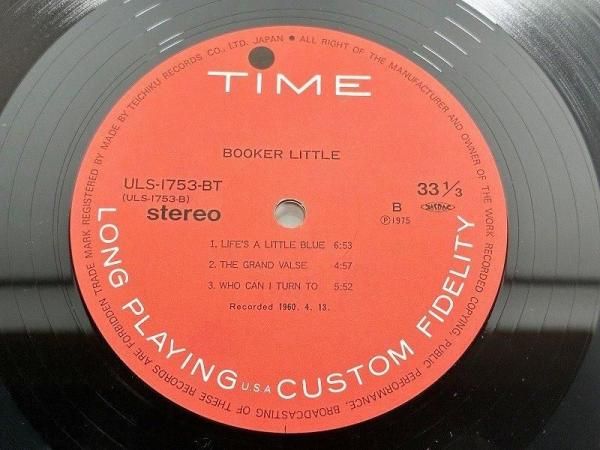 TRADE MARK REGISTERED BY MADE BY TEICHIKU RECORDS CO., LTD. JAPAN • ALL RIGHT OF THE MANUFACTURER AND OWNER OF THE WORK RECORDED COPYING, PUBLIC PERFORMANCE, BROADCASTING OF THESE RECORDS ARE FORBIDDEN
TIME
BOOKER LITTLE
ULS-1753-BT
(ULS-1753-B)
stereo
33 1/3
B
Ⓟ1975
1. LIFE'S A LITTLE BLUE 6:53
2. THE GRAND VALSE 4:57
3. WHO CAN I TURN TO 5:52
Recorded 1960. 4. 13.
LONG PLAYING U.S.A CUSTOM FIDELITY